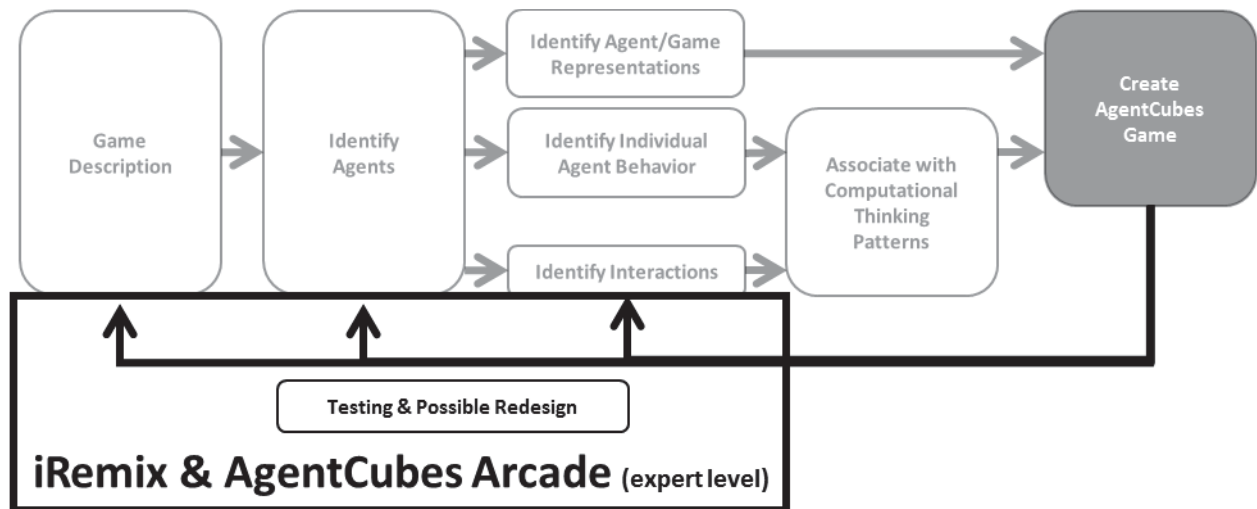 Game
Description
Identify
Agents
Identify Agent/Game
Representations
Identify Individual
Agent Behavior
Identify Interactions
Associate with
Computational
Thinking
Patterns
Create
AgentCubes
Game
Testing & Possible Redesign
iRemix & AgentCubes Arcade (expert level)